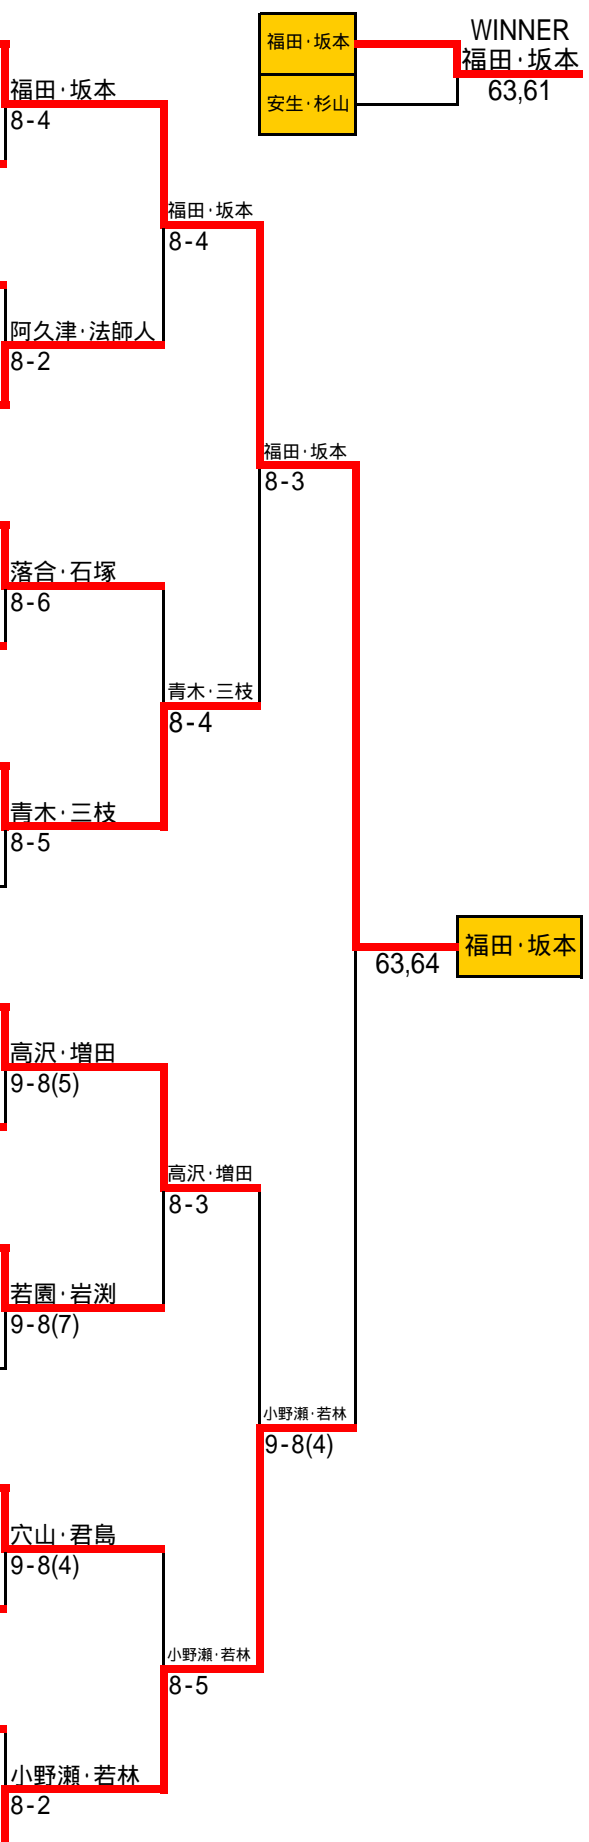 福田・坂本
WINNER
福田・坂本
63,61
安生・杉山
福田・坂本
8-4
福田・坂本
8-4
阿久津・法師人
8-2
福田・坂本
8-3
落合・石塚
8-6
青木・三枝
8-4
青木・三枝
8-5
福田・坂本
63,64
高沢・増田
9-8(5)
高沢・増田
8-3
若園・岩渕
9-8(7)
小野瀬・若林
9-8(4)
穴山・君島
9-8(4)
小野瀬・若林
8-5
小野瀬・若林
8-2